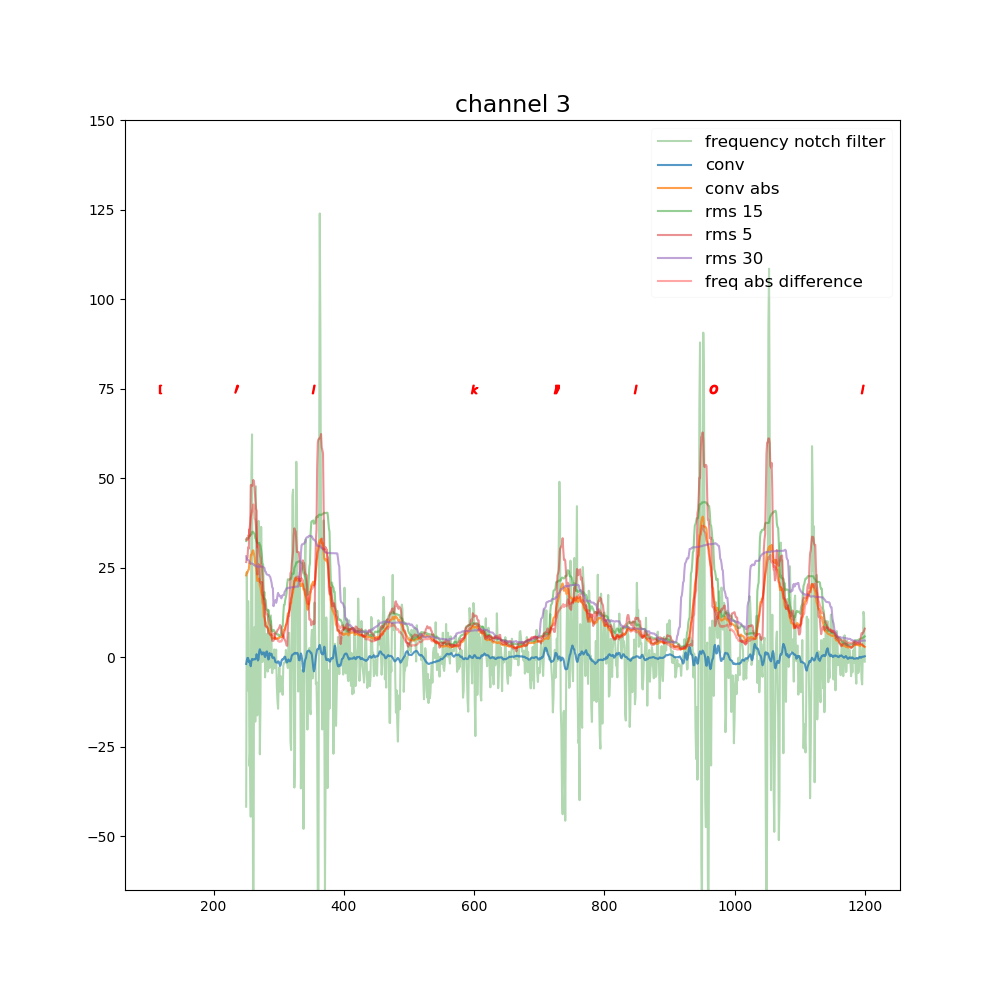 channel 3
150
125
100
75
50
25
0
−25
−50
frequency notch filter
conv
conv abs
rms 15
rms 5
rms 30
freq abs difference
l k l o l
200 400 600 800 1000 1200